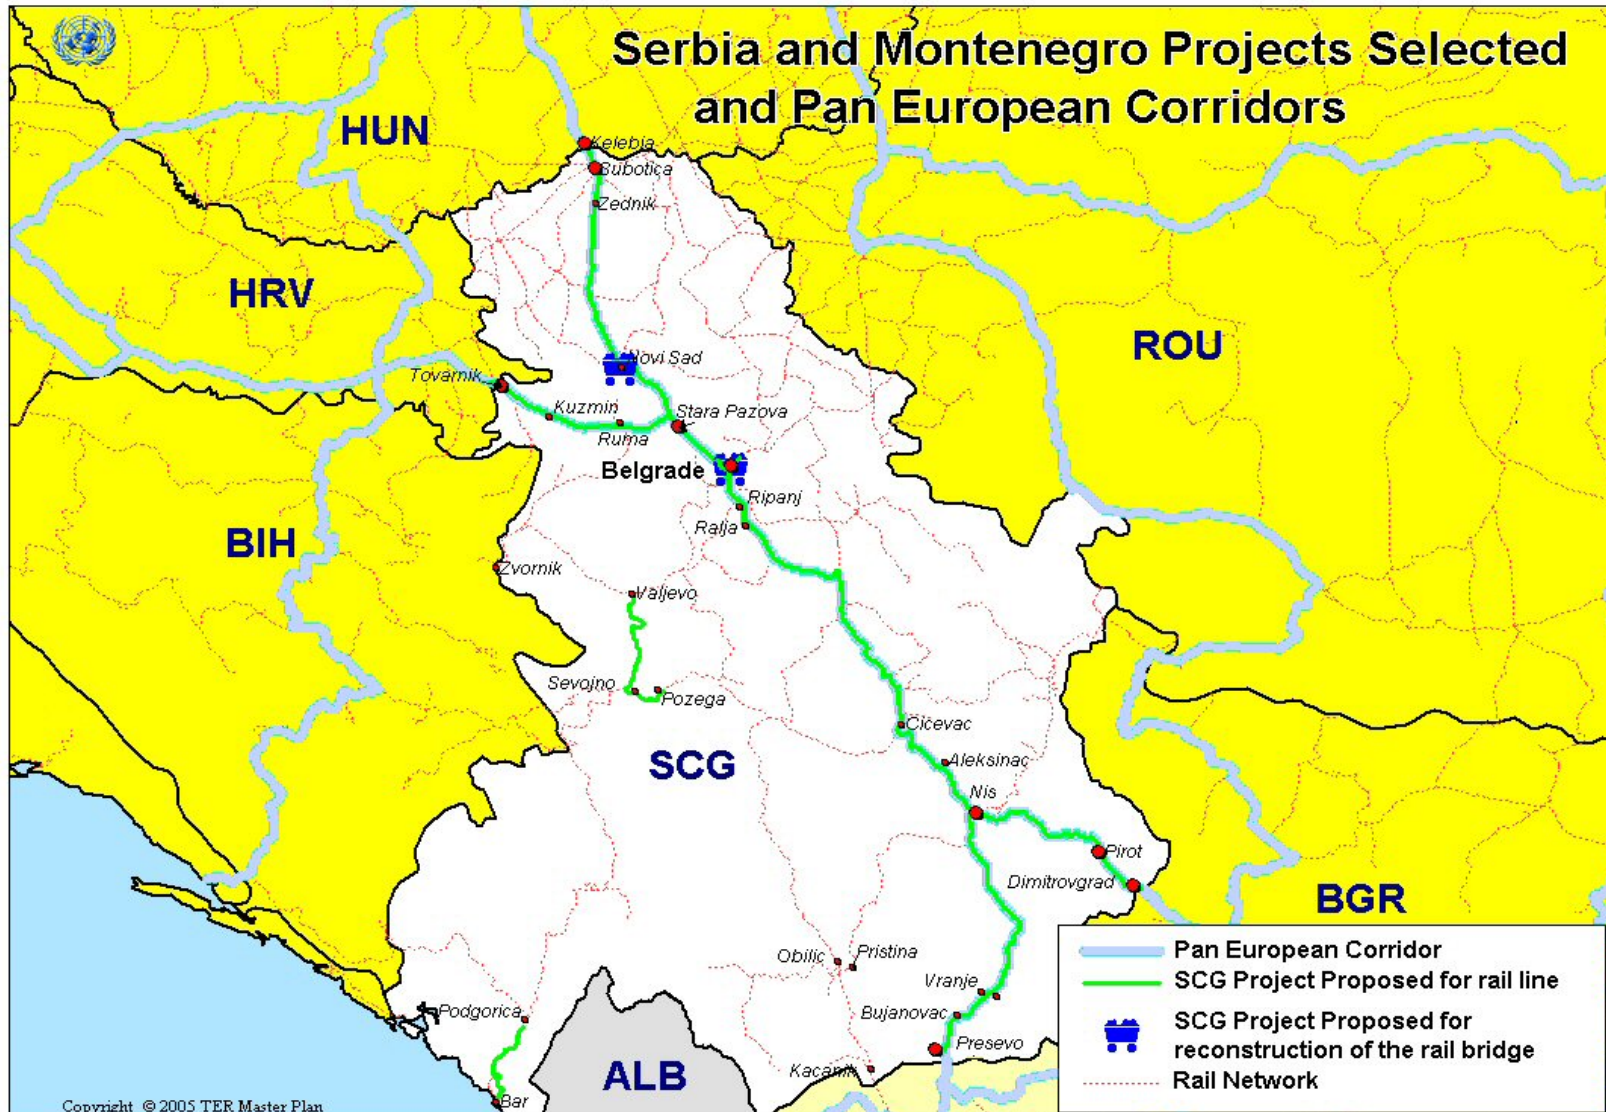 Serbia and Montenegro Projects Selected
and Pan European Corridors
HUN
Kelebia
Subotica
Zednik
HRV
ROU
Novi Sad
Tovarnik
Kuzmin
Stara Pazova
Ruma
Belgrade
Ripanj
Ralja
BIH
Zvornik
Valjevo
Sevojno
Pozega
Cicevac
SCG
Aleksinac
Nis
Pirot
Dimitrovgrad
BGR
Obilic
Pristina
Vranje
Podgorica
Bujanovac
Presevo
Kacanik
ALB
Bar
Pan European Corridor
SCG Project Proposed for rail line
SCG Project Proposed for
reconstruction of the rail bridge
Rail Network
Copyright © 2005 TER Master Plan